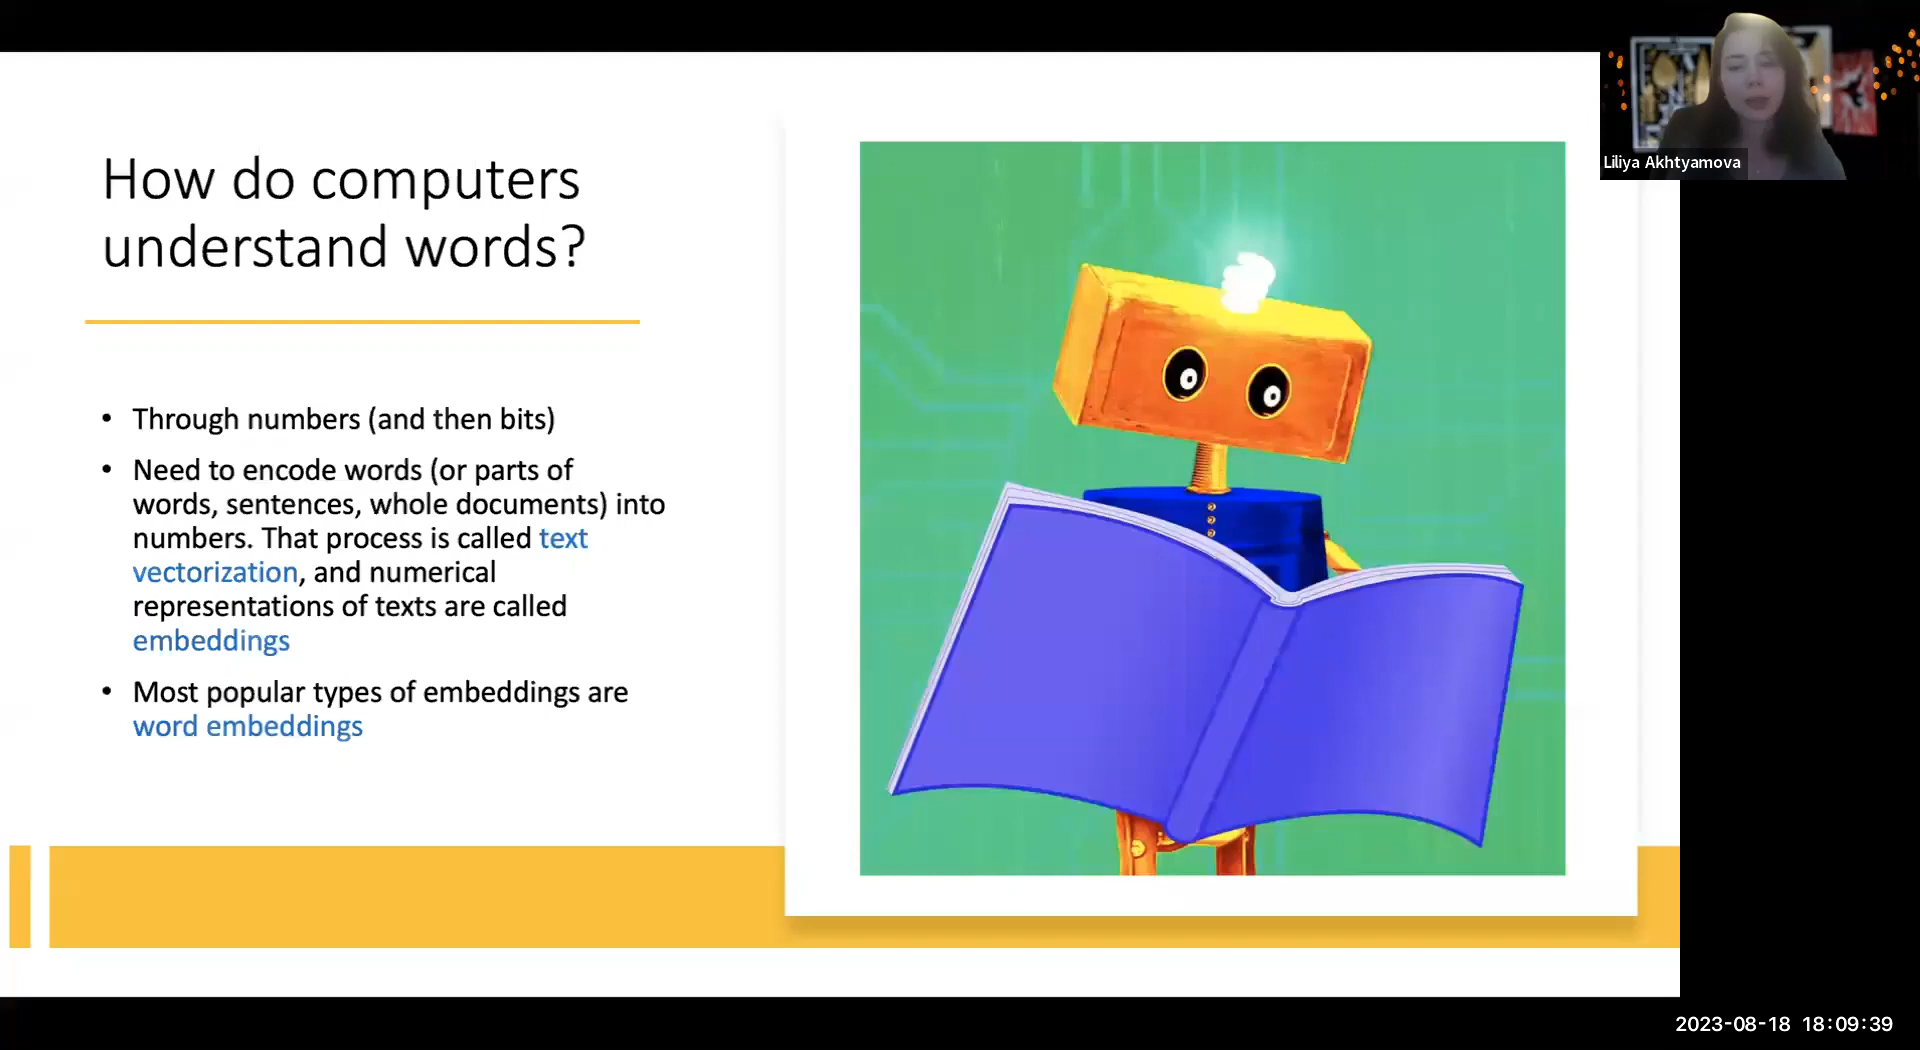 How do computers
understand words?
• Through numbers (and then bits)
• Need to encode words (or parts of
words, sentences, whole documents) into
numbers. That process is called text
vectorization, and numerical
representations of texts are called
embeddings
• Most popular types of embeddings are
word embeddings
Liliya Akhtyamova
2023-08-18 18:09:39